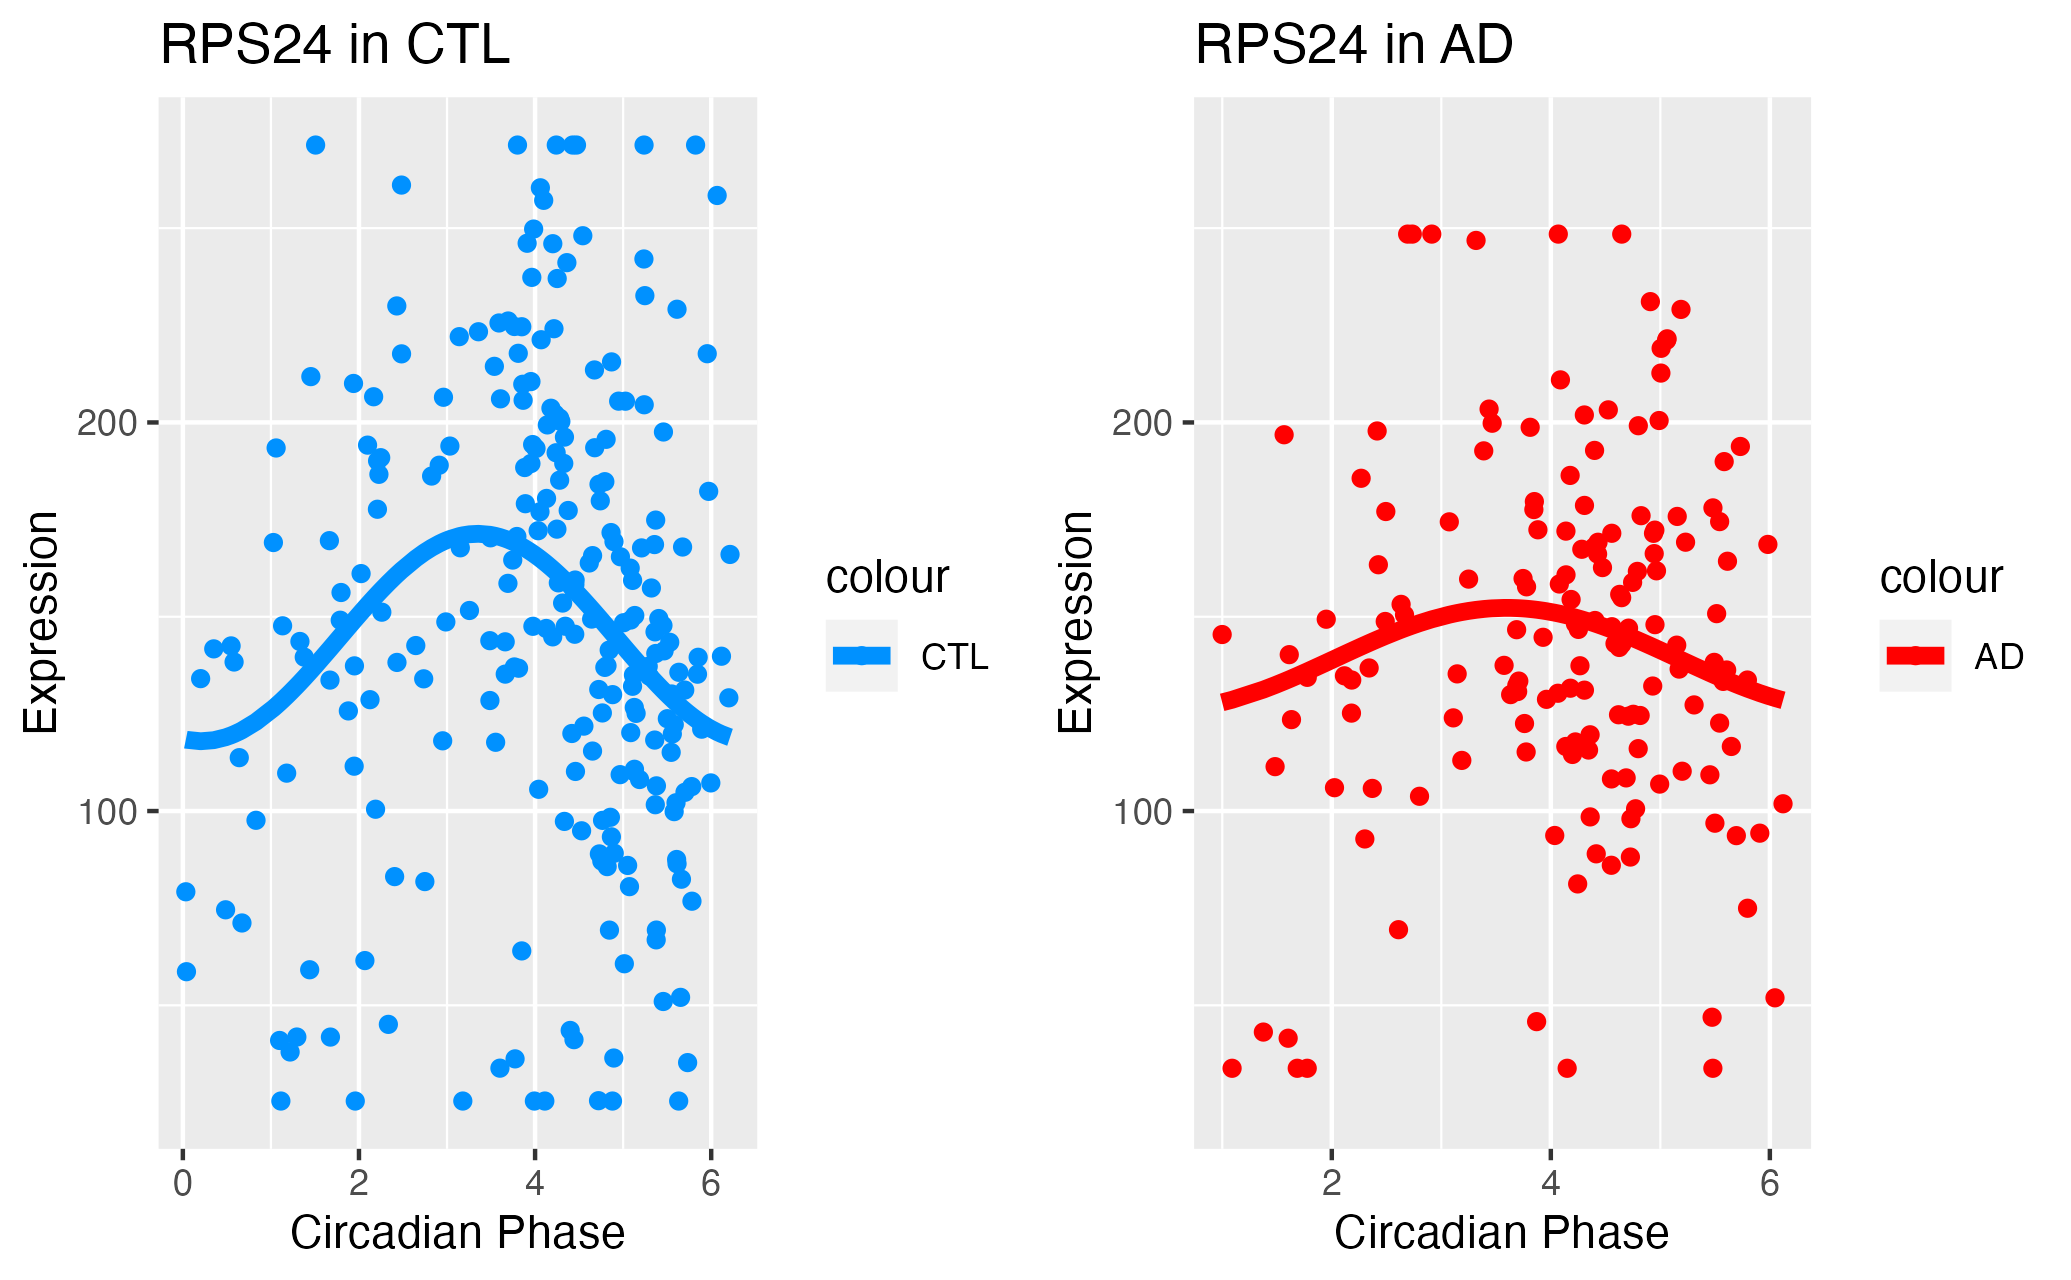 RPS24 in CTL
Expression
200
100
0 2 4 6
Circadian Phase
colour
CTL
RPS24 in AD
Expression
200
100
2 4 6
Circadian Phase
colour
AD